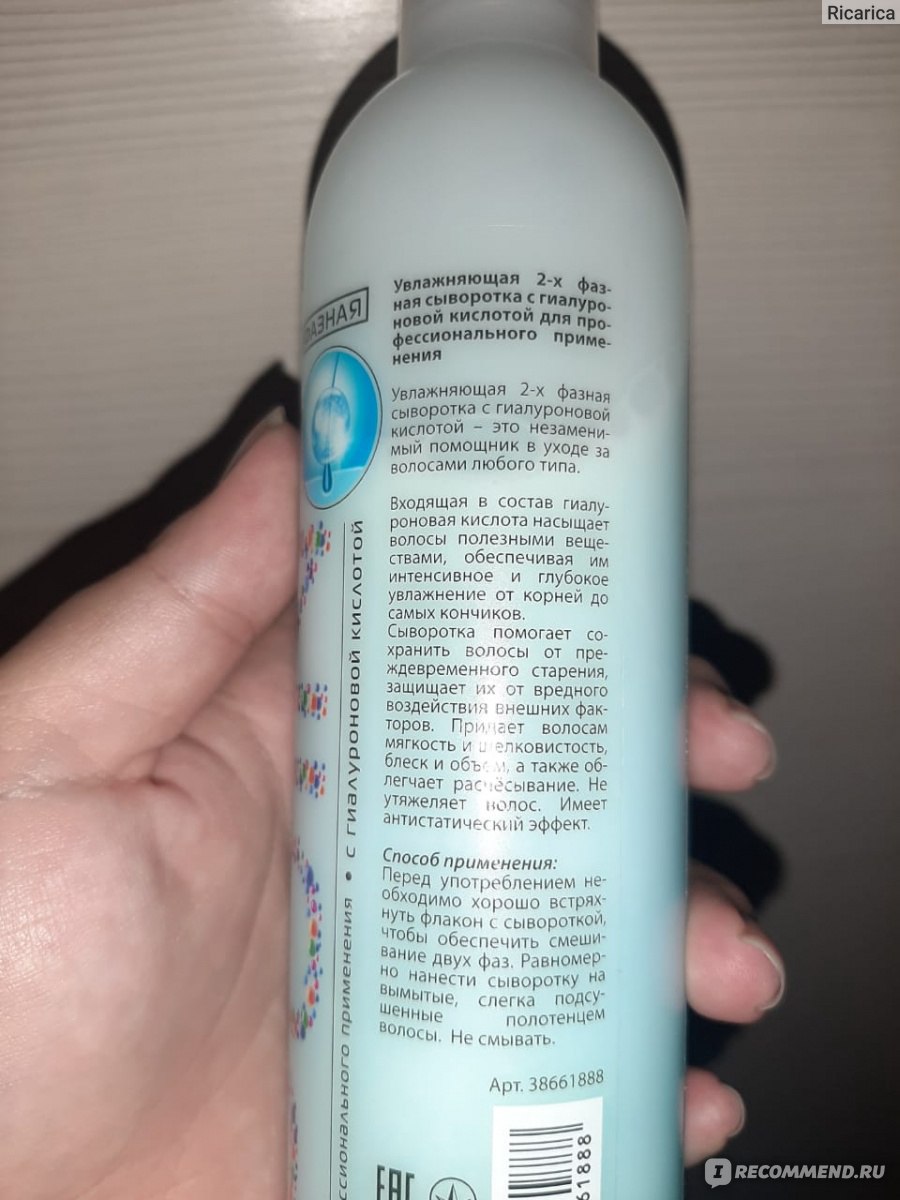 Ricarica
Увлажняющая 2-х фаз-
ная сыворотка с гиалуро-
новой кислотой для про-
фессионального приме-
нения
Увлажняющая 2-х фазная
сыворотка с гиалуроновой
кислотой – это незамени-
мый помощник в уходе за
волосами любого типа.
Входящая в состав гиалу-
роновая кислота насыщает
волосы полезными веще-
ствами, обеспечивая им
интенсивное и глубокое
увлажнение от корней до
самых кончиков.
Сыворотка помогает со-
хранить волосы от пре-
ждевременного старения,
защищает их от вредного
воздействия внешних фак-
торов. Придает волосам
мягкость и шелковистость,
блеск и объем, а также об-
легчает расчёсывание. Не
утяжеляет волос. Имеет
антистатический эффект.
Способ применения:
Перед употреблением не-
обходимо хорошо встрях-
нуть флакон с сывороткой,
чтобы обеспечить смеши-
вание двух фаз. Равномер-
но нанести сыворотку на
вымытые, слегка подсу-
шенные полотенцем
волосы. Не смывать.
Арт. 38661888
61888
EAC
ссионального применения • с гиалуроновой кислотой
IRECOMMEND.RU